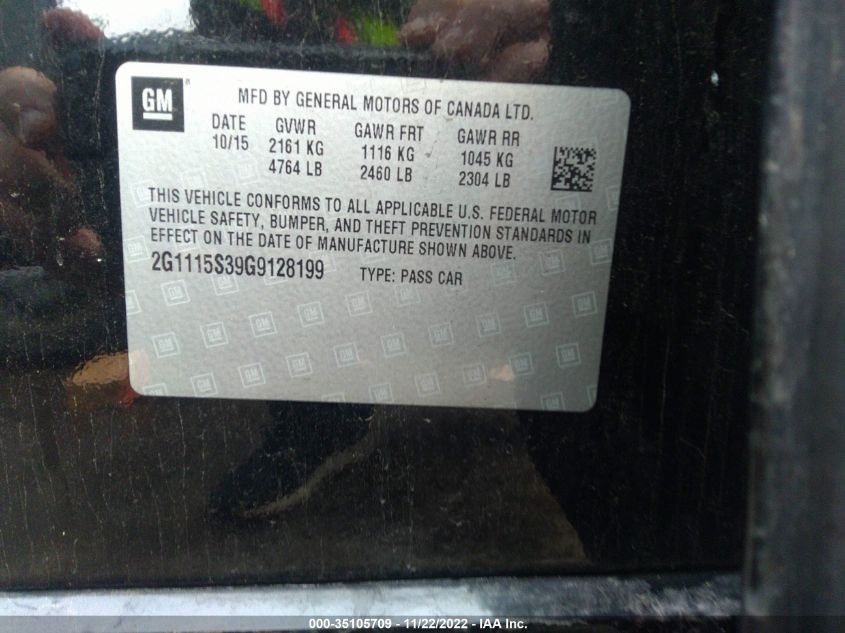 GM ®
MFD BY GENERAL MOTORS OF CANADA LTD.
DATE GVWR GAWR FRT GAWR RR
10/15 2161 KG 1116 KG 1045 KG
4764 LB 2460 LB 2304 LB
THIS VEHICLE CONFORMS TO ALL APPLICABLE U.S. FEDERAL MOTOR
VEHICLE SAFETY, BUMPER, AND THEFT PREVENTION STANDARDS IN
EFFECT ON THE DATE OF MANUFACTURE SHOWN ABOVE.
2G1115S39G9128199 TYPE: PASS CAR
000-35105709 - 11/22/2022 - IAA Inc.